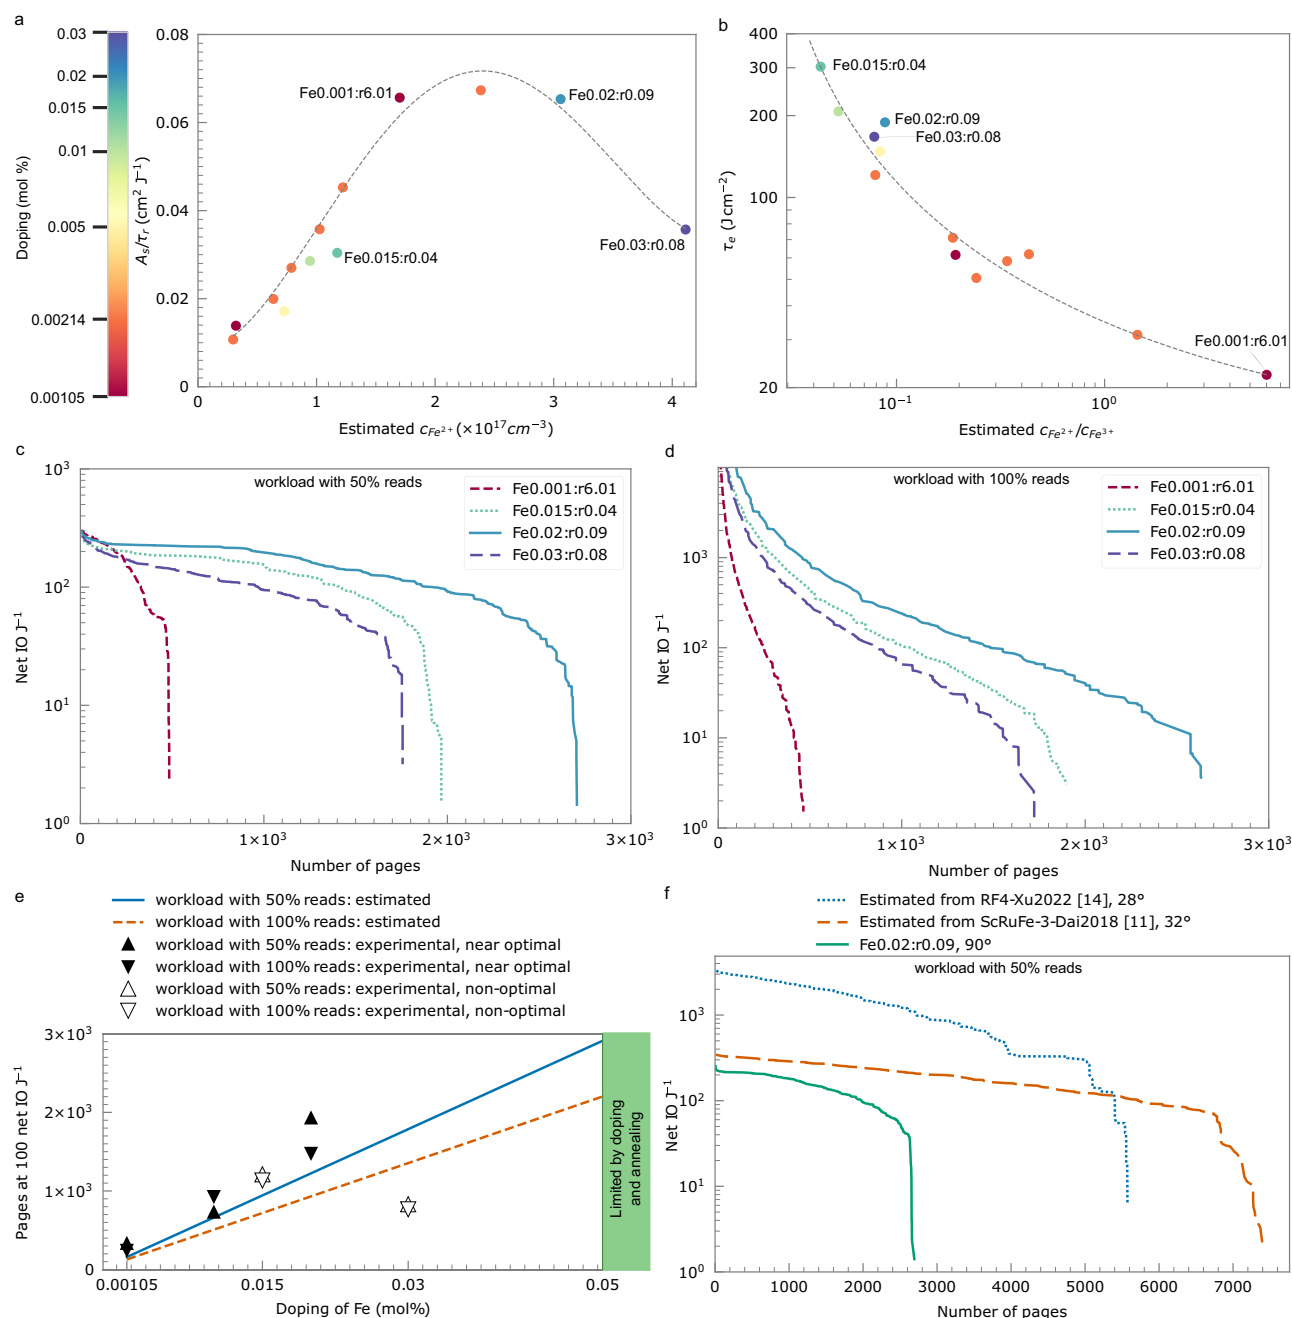 a
0.03
0.02
0.015
0.01
0.005
0.00214
0.00105
Doping (mol %)
0.08
0.06
0.04
0.02
0
A_s/τ_r (cm² J⁻¹)
Fe0.001:r6.01
Fe0.02:r0.09
Fe0.015:r0.04
Fe0.03:r0.08
0 1 2 3 4
Estimated c_{Fe²⁺} (×10¹⁷cm⁻³)
b
400
300
200
100
20
τ_e (J cm⁻²)
Fe0.015:r0.04
Fe0.02:r0.09
Fe0.03:r0.08
Fe0.001:r6.01
10⁻¹ 10⁰
Estimated c_{Fe²⁺}/c_{Fe³⁺}
c
workload with 50% reads
Fe0.001:r6.01
Fe0.015:r0.04
Fe0.02:r0.09
Fe0.03:r0.08
10³
10²
10¹
10⁰
Net IO J⁻¹
0 1×10³ 2×10³ 3×10³
Number of pages
d
workload with 100% reads
Fe0.001:r6.01
Fe0.015:r0.04
Fe0.02:r0.09
Fe0.03:r0.08
10³
10²
10¹
10⁰
Net IO J⁻¹
0 1×10³ 2×10³ 3×10³
Number of pages
e
workload with 50% reads: estimated
workload with 100% reads: estimated
workload with 50% reads: experimental, near optimal
workload with 100% reads: experimental, near optimal
workload with 50% reads: experimental, non-optimal
workload with 100% reads: experimental, non-optimal
3×10³
2×10³
1×10³
0
Pages at 100 net IO J⁻¹
Limited by doping
and annealing
0.00105 0.015 0.03 0.05
Doping of Fe (mol%)
f
Estimated from RF4-Xu2022 [14], 28°
Estimated from ScRuFe-3-Dai2018 [11], 32°
Fe0.02:r0.09, 90°
workload with 50% reads
10³
10²
10¹
10⁰
Net IO J⁻¹
0 1000 2000 3000 4000 5000 6000 7000
Number of pages